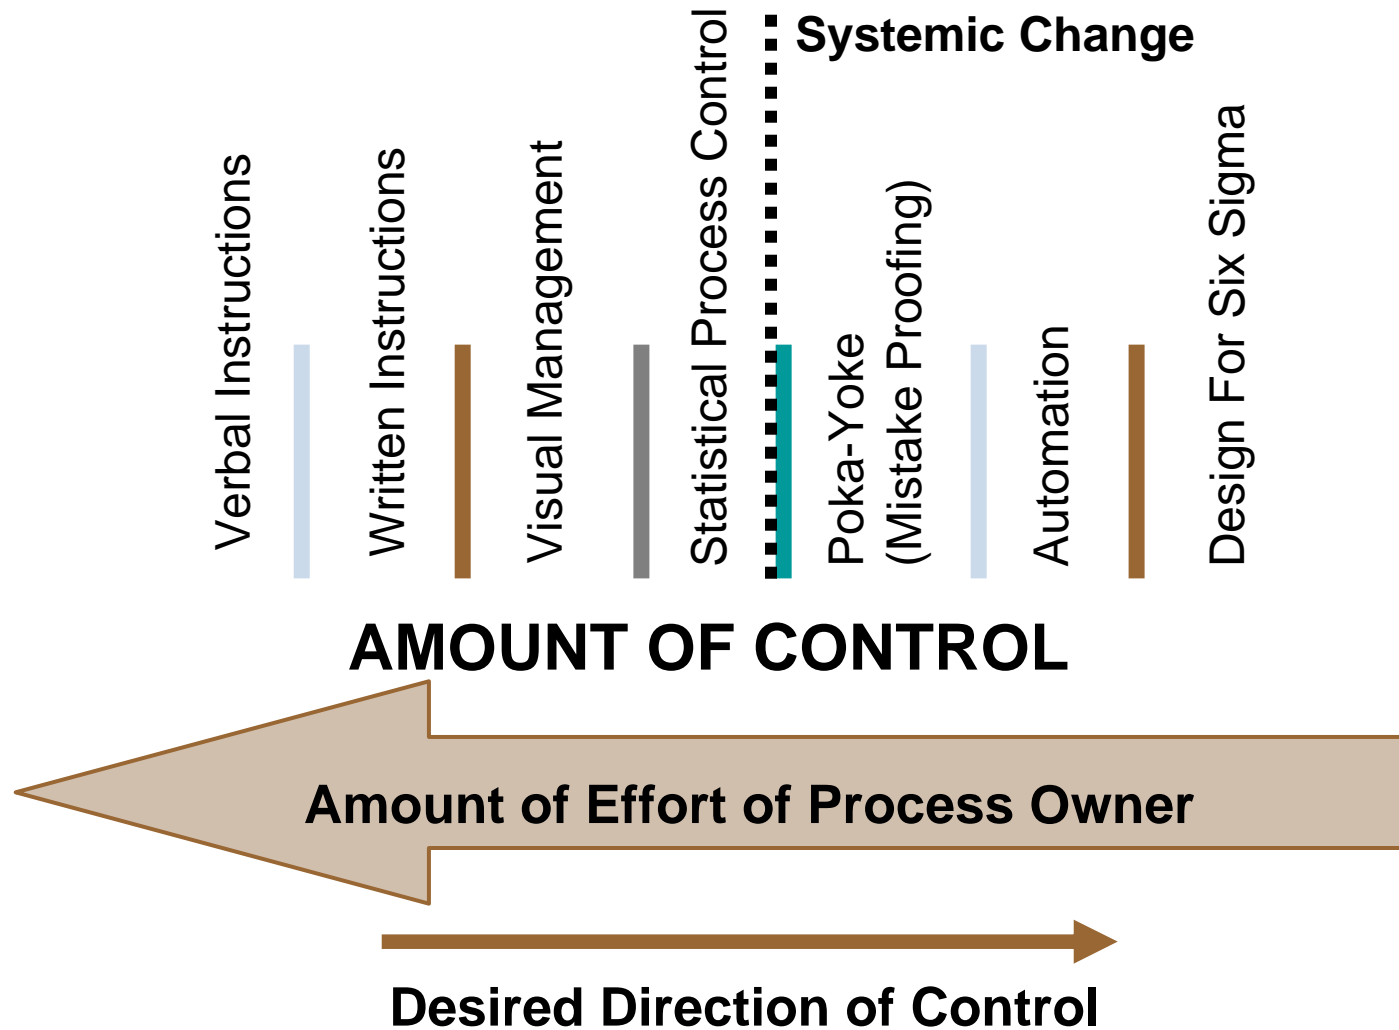 Systemic Change
Verbal Instructions
Written Instructions
Visual Management
Statistical Process Control
Poka-Yoke
(Mistake Proofing)
Automation
Design For Six Sigma
AMOUNT OF CONTROL
Amount of Effort of Process Owner
Desired Direction of Control